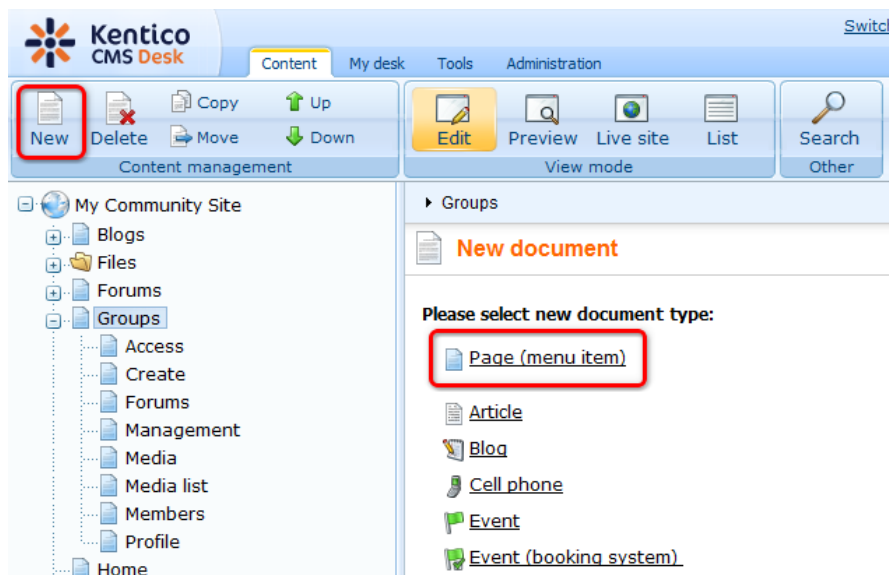 Kentico
CMS Desk
Content My desk Tools Administration
New Delete Copy Move Up Down
Content management
Edit Preview Live site List
View mode
Search
Other
My Community Site
Blogs
Files
Forums
Groups
Access
Create
Forums
Management
Media
Media list
Members
Profile
Home
Groups
New document
Please select new document type:
Page (menu item)
Article
Blog
Cell phone
Event
Event (booking system)